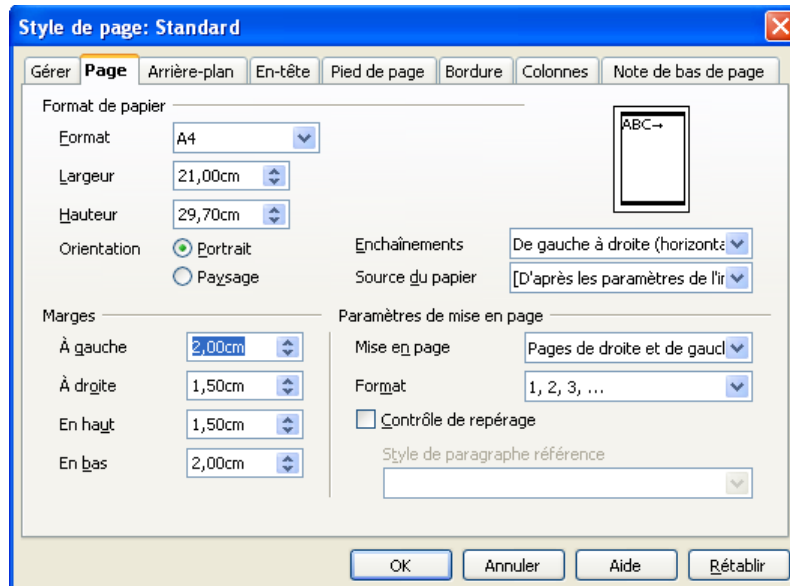 Style de page: Standard
Gérer Page Arrière-plan En-tête Pied de page Bordure Colonnes Note de bas de page
Format de papier
ABC→
Format A4
Largeur 21,00cm
Hauteur 29,70cm
Orientation Portrait Enchaînements De gauche à droite (horizonta
Paysage Source du papier [D'après les paramètres de l'ir
Marges Paramètres de mise en page
À gauche 2,00cm Mise en page Pages de droite et de gaucl
À droite 1,50cm Format 1, 2, 3, ...
En haut 1,50cm Contrôle de repérage
Style de paragraphe référence
En bas 2,00cm
OK Annuler Aide Rétablir